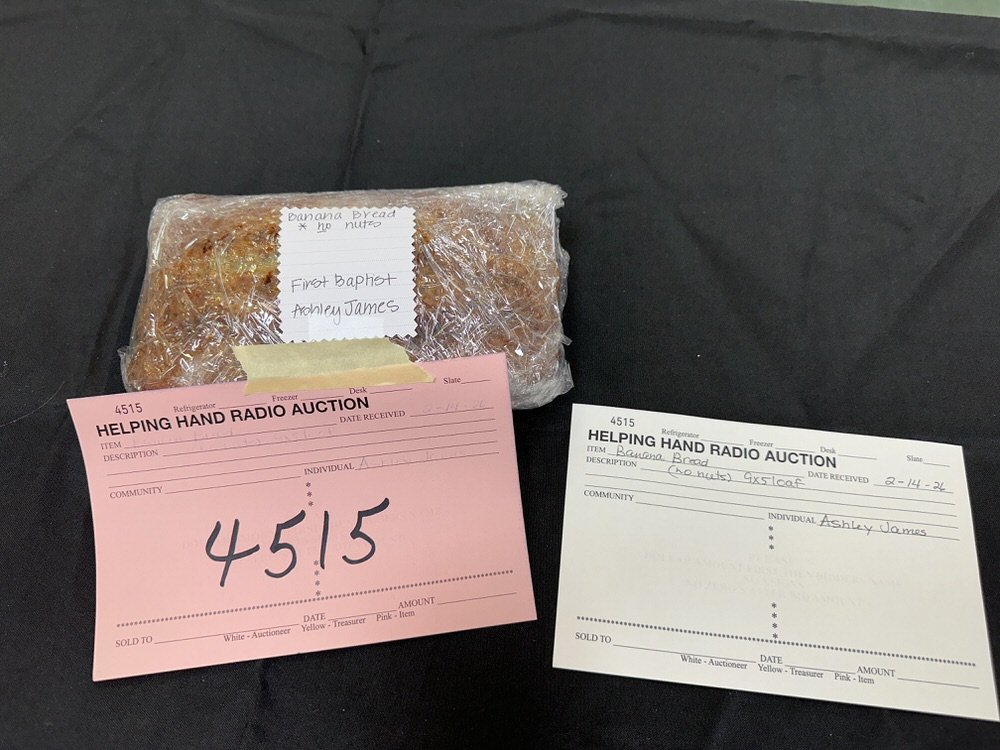 Banana Bread
* no nuts
First Baptist
Ashley James
4515
Refrigerator Freezer Desk Slate
HELPING HAND RADIO AUCTION
ITEM DATE RECEIVED 2-14-26
DESCRIPTION
INDIVIDUAL
COMMUNITY
*
*
*
4515
*
*
*
*
SOLD TO DATE AMOUNT
White - Auctioneer Yellow - Treasurer Pink - Item
4515
Refrigerator Freezer Desk Slate
HELPING HAND RADIO AUCTION
ITEM Banana Bread DATE RECEIVED 2-14-26
DESCRIPTION (no nuts) 9x5 loaf
COMMUNITY
INDIVIDUAL Ashley James
*
*
*
*
*
*
*
SOLD TO DATE AMOUNT
White - Auctioneer Yellow - Treasurer Pink - Item